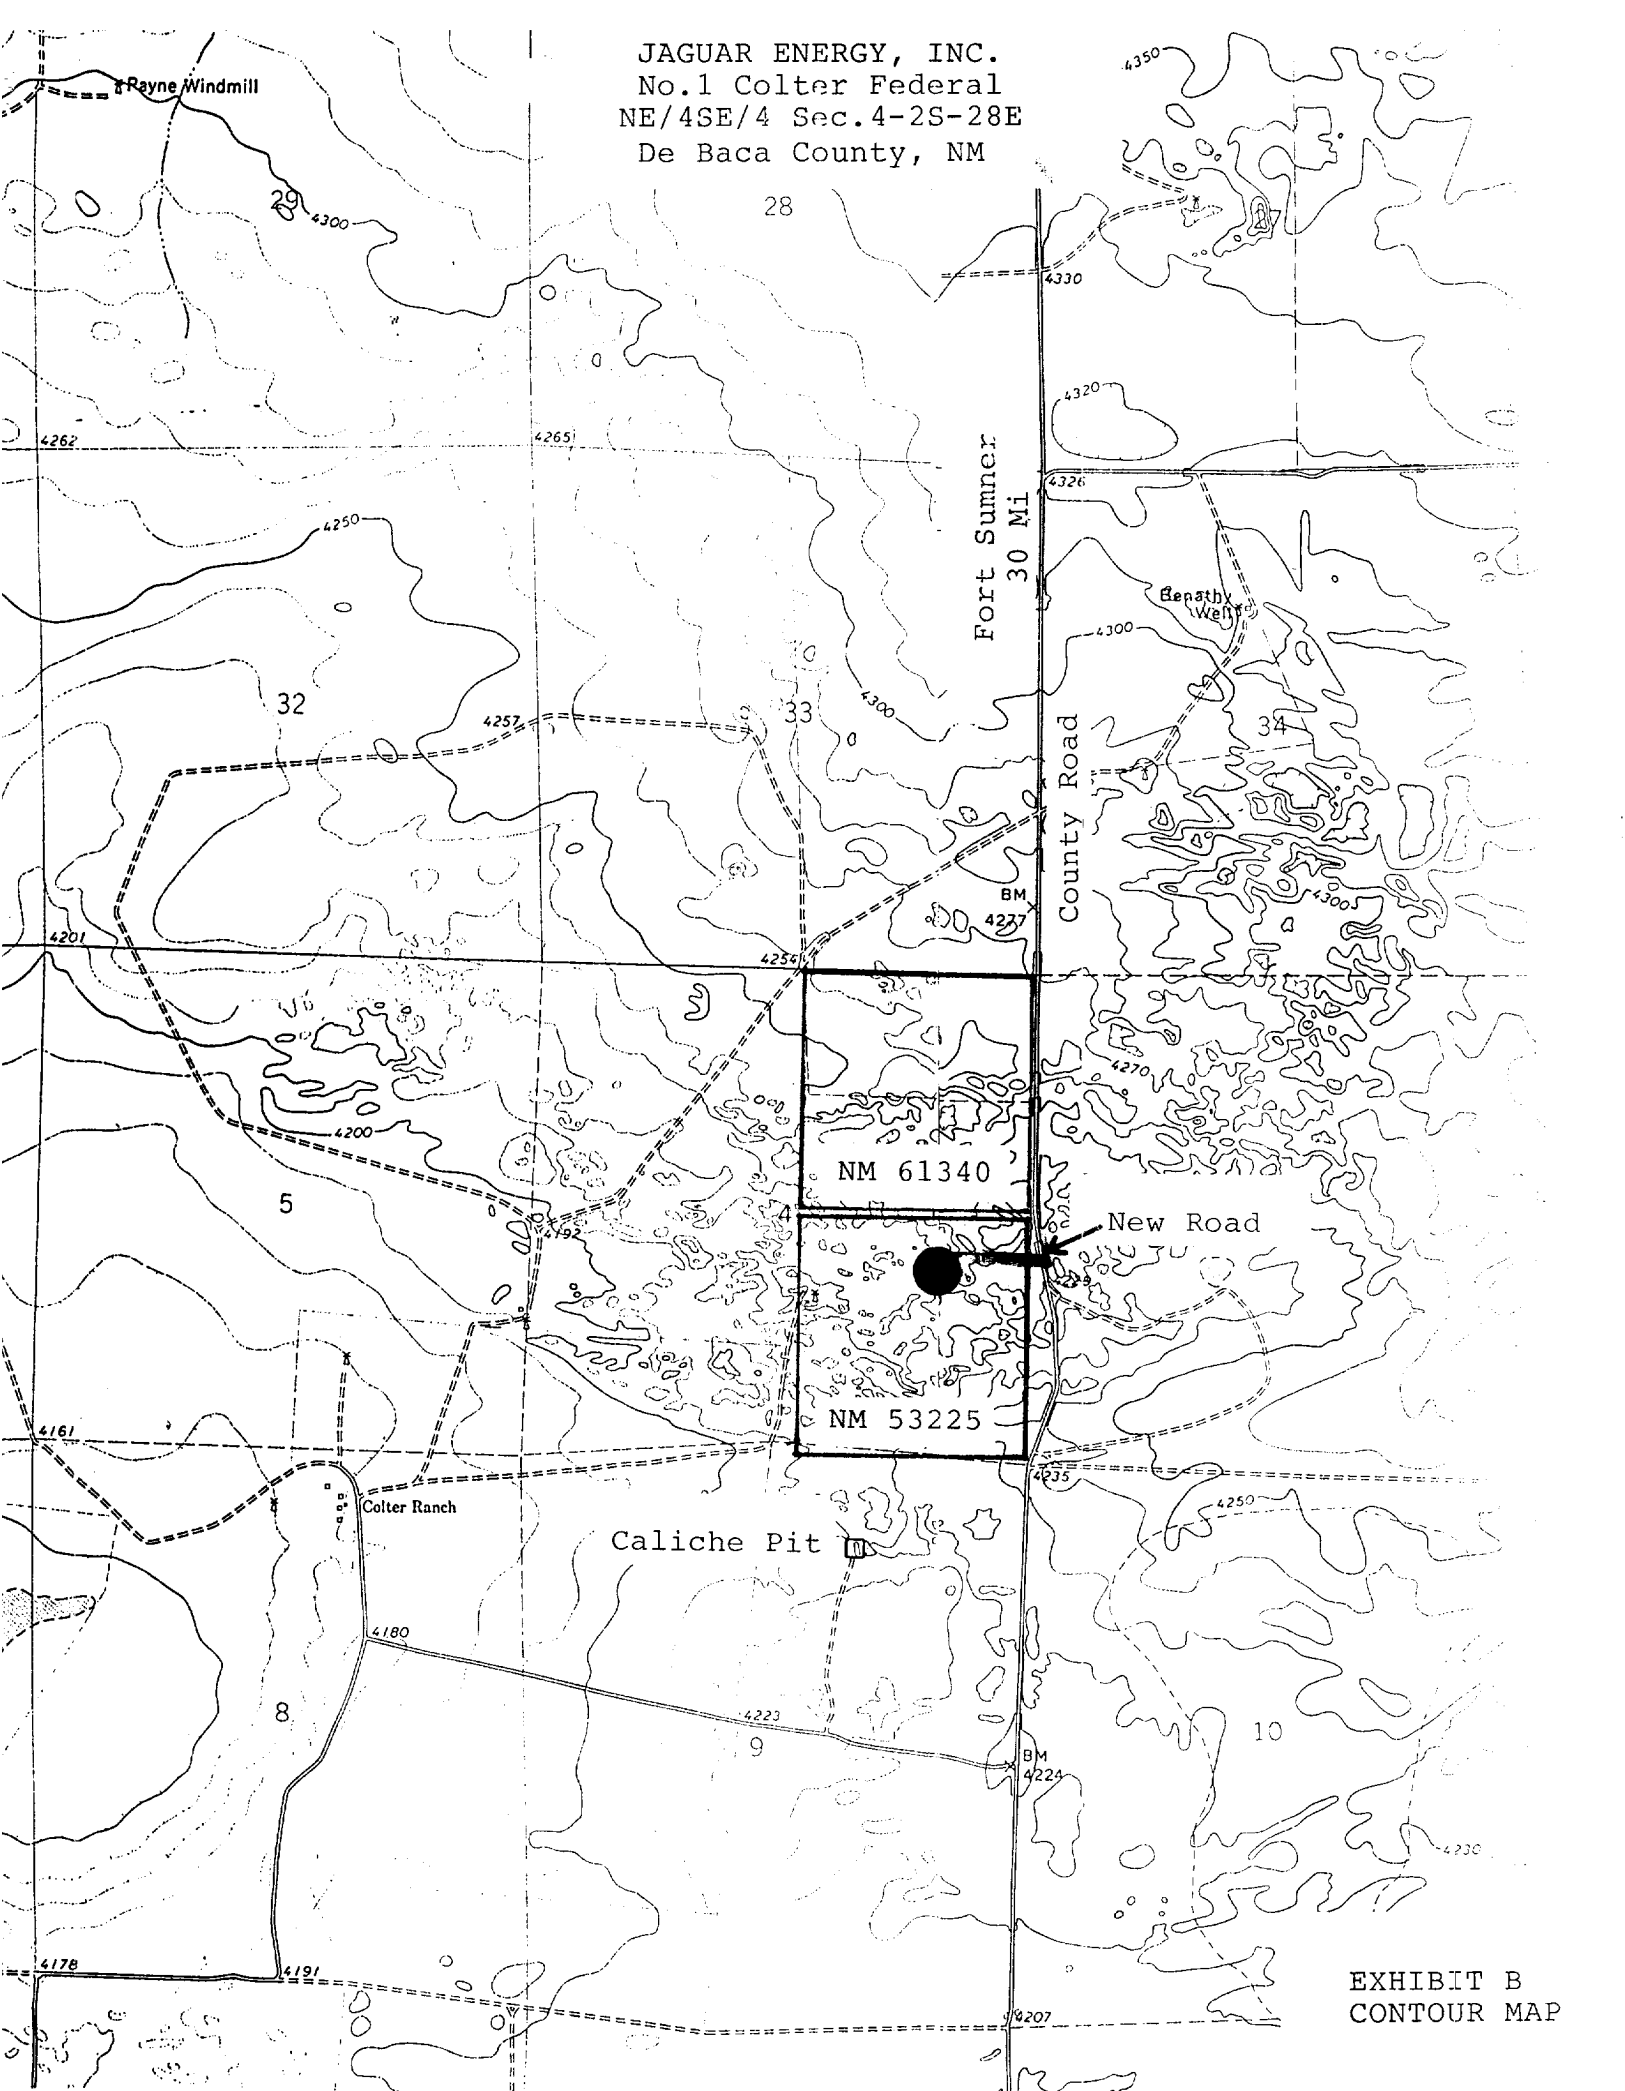 JAGUAR ENERGY, INC.
No.1 Colter Federal
NE/4SE/4 Sec.4-2S-28E
De Baca County, NM
4350
Payne Windmill
29
4300
28
4330
4320
4262
4265
Fort Sumner
30 Mi
4326
4250
Benathy
Well
4300
32
4257
33
4300
County Road
34
BM
4277
4300
4201
4254
3
4270
4200
NM 61340
5
4
4192
New Road
NM 53225
4161
4235
Colter Ranch
4250
Caliche Pit
4180
8
4223
9
10
BM
4224
4230
4178
4191
4207
EXHIBIT B
CONTOUR MAP